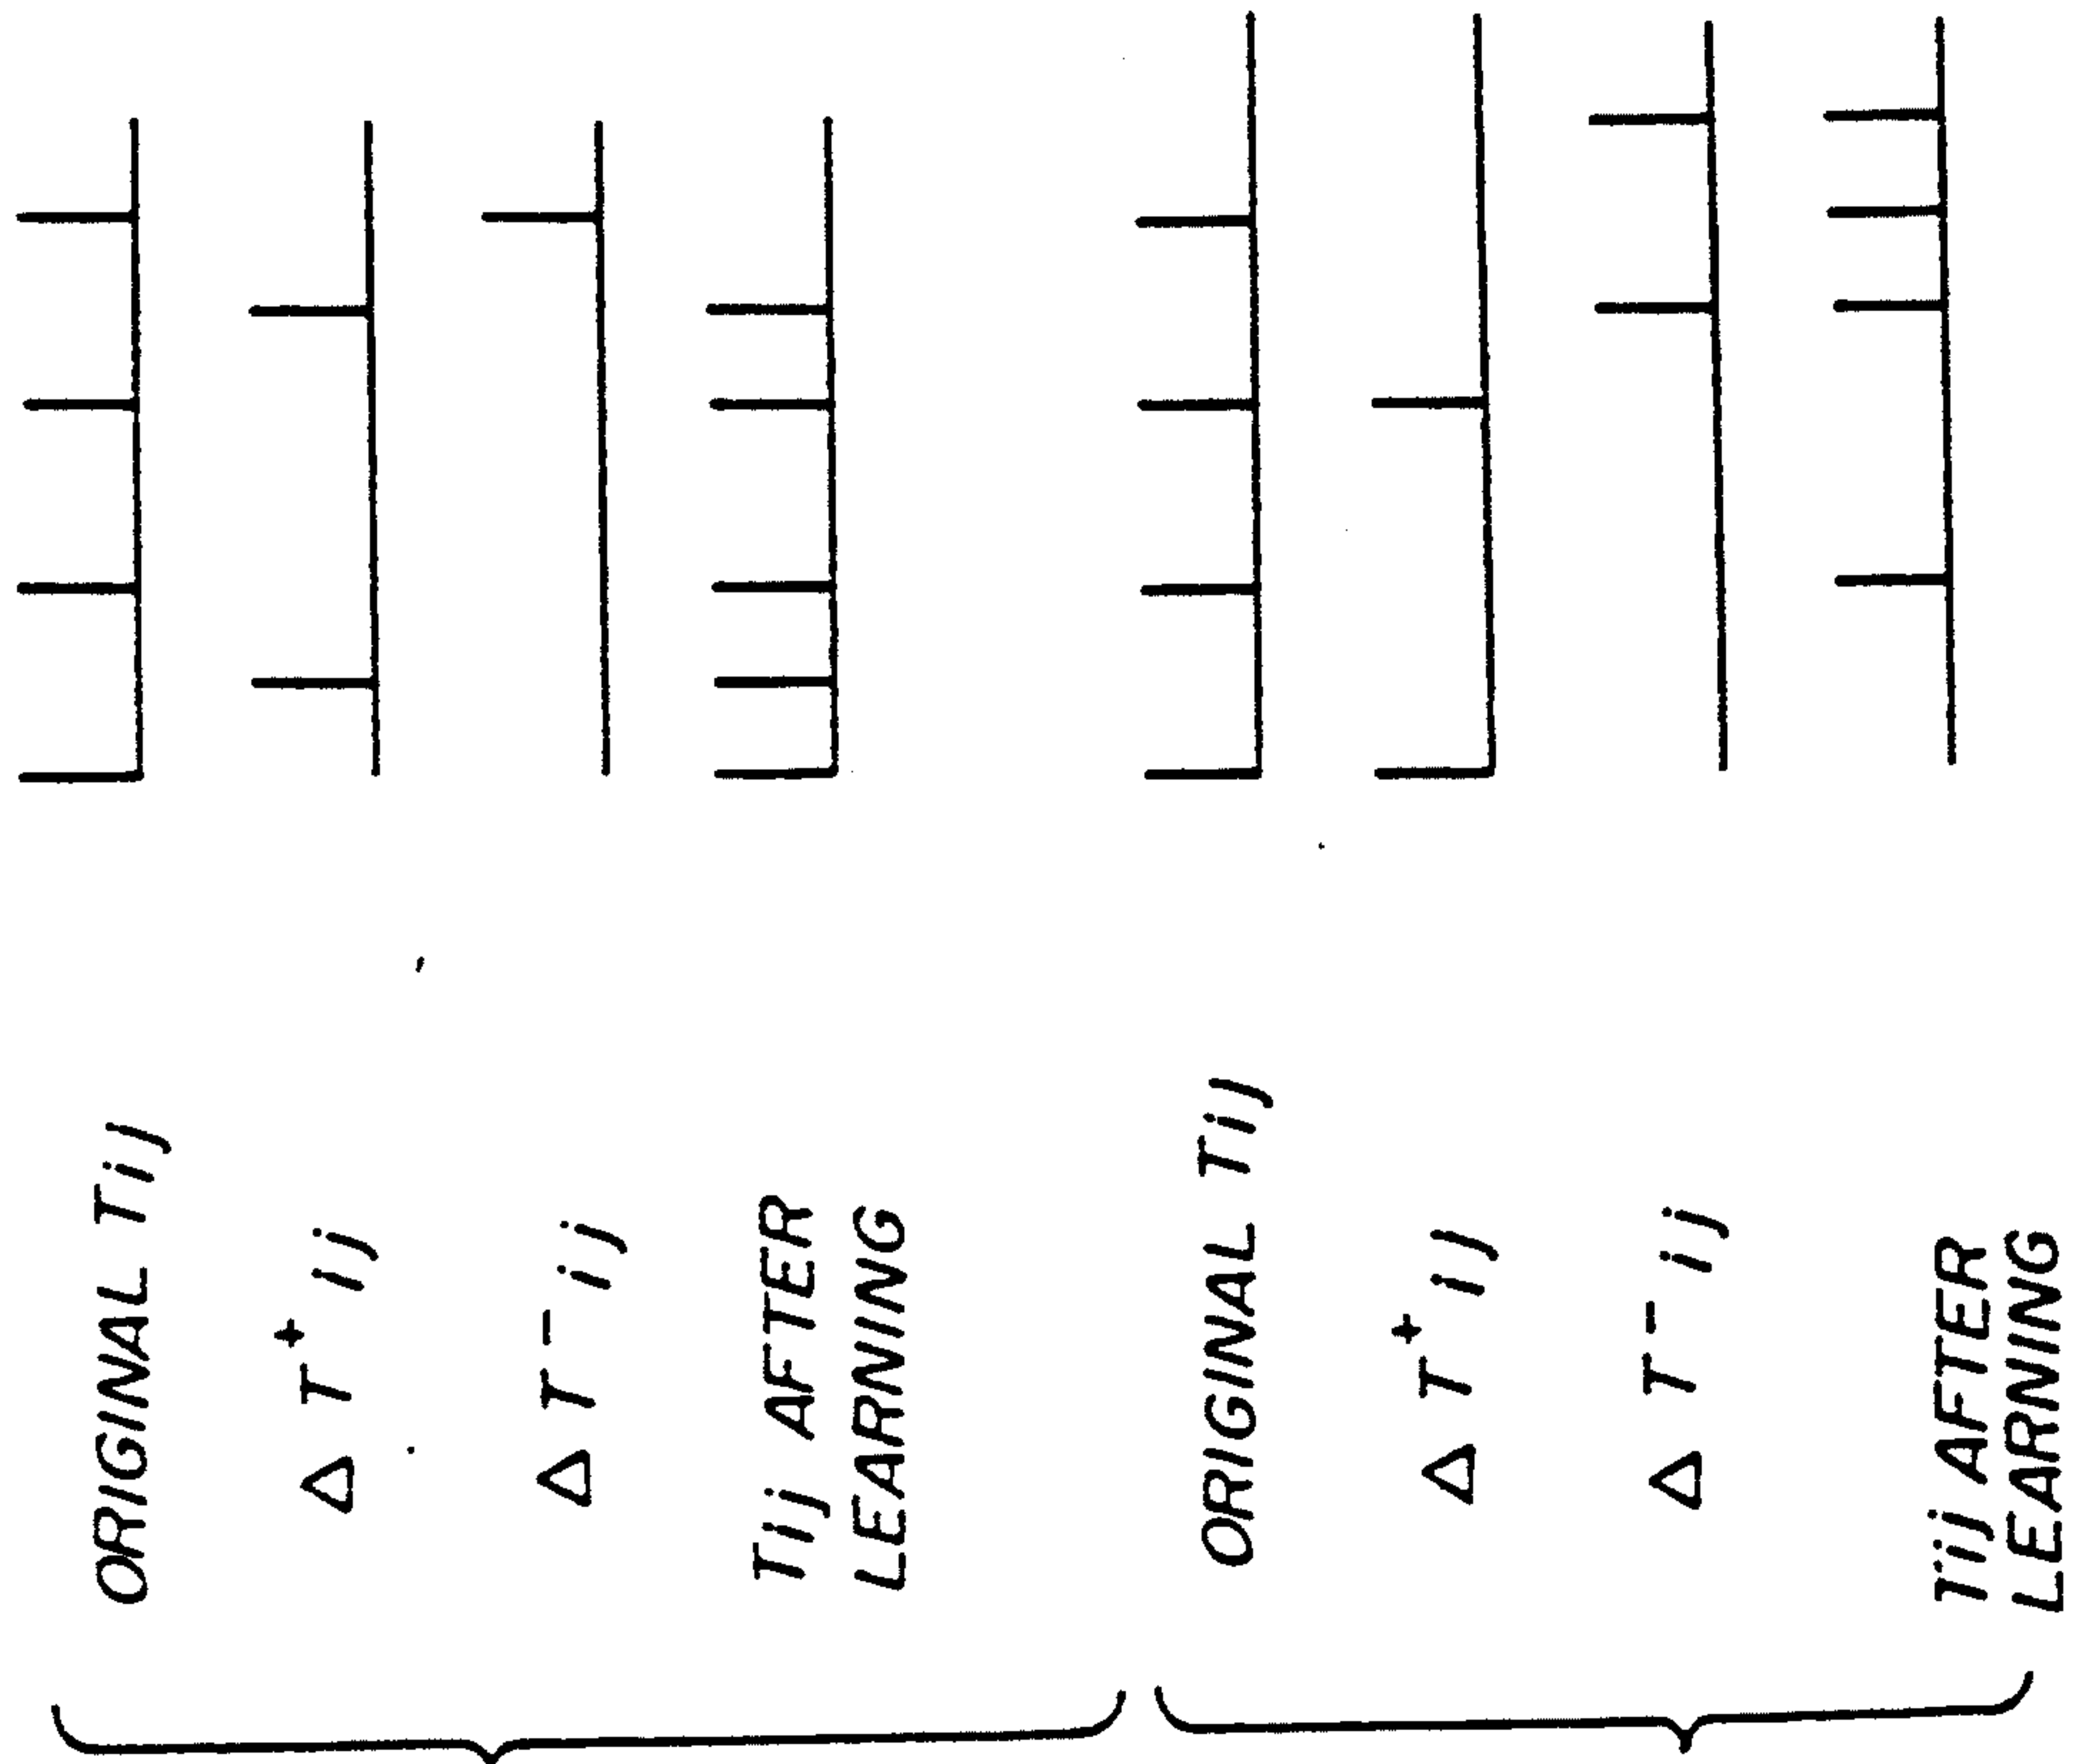 ORIGINAL Tij
Δ T⁺ ij
Δ T⁻ ij
Tij AFTER
LEARNING
ORIGINAL Tij
Δ T⁺ ij
Δ T⁻ ij
Tij AFTER
LEARNING